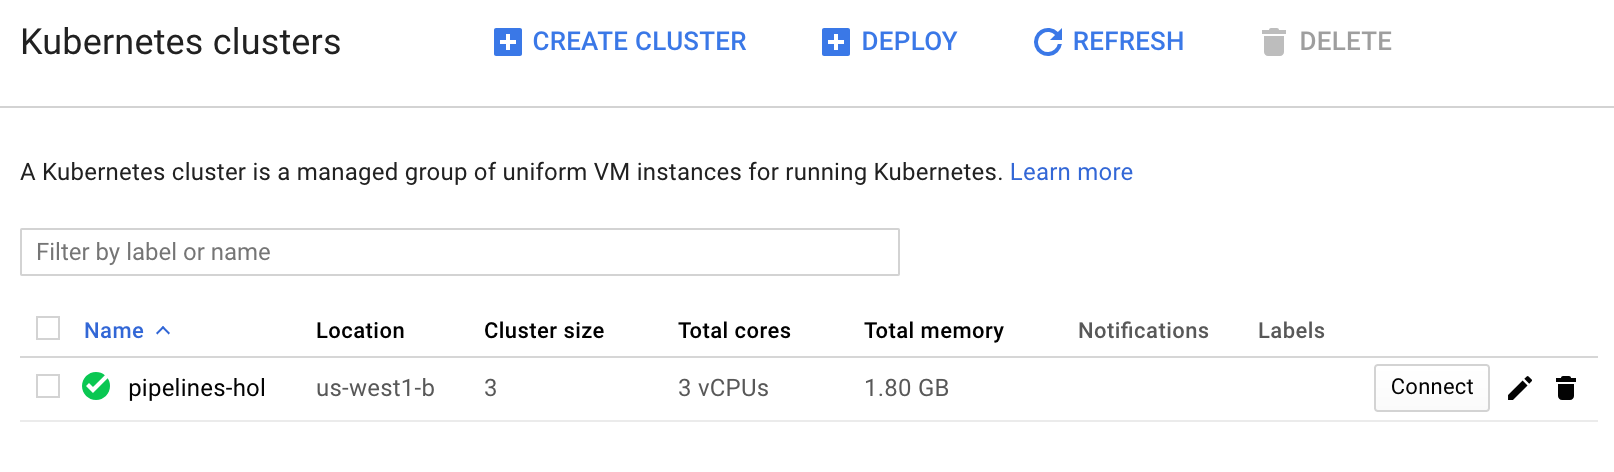 Kubernetes clusters CREATE CLUSTER DEPLOY REFRESH DELETE
A Kubernetes cluster is a managed group of uniform VM instances for running Kubernetes. Learn more
Filter by label or name
Name Location Cluster size Total cores Total memory Notifications Labels
pipelines-hol us-west1-b 3 3 vCPUs 1.80 GB Connect